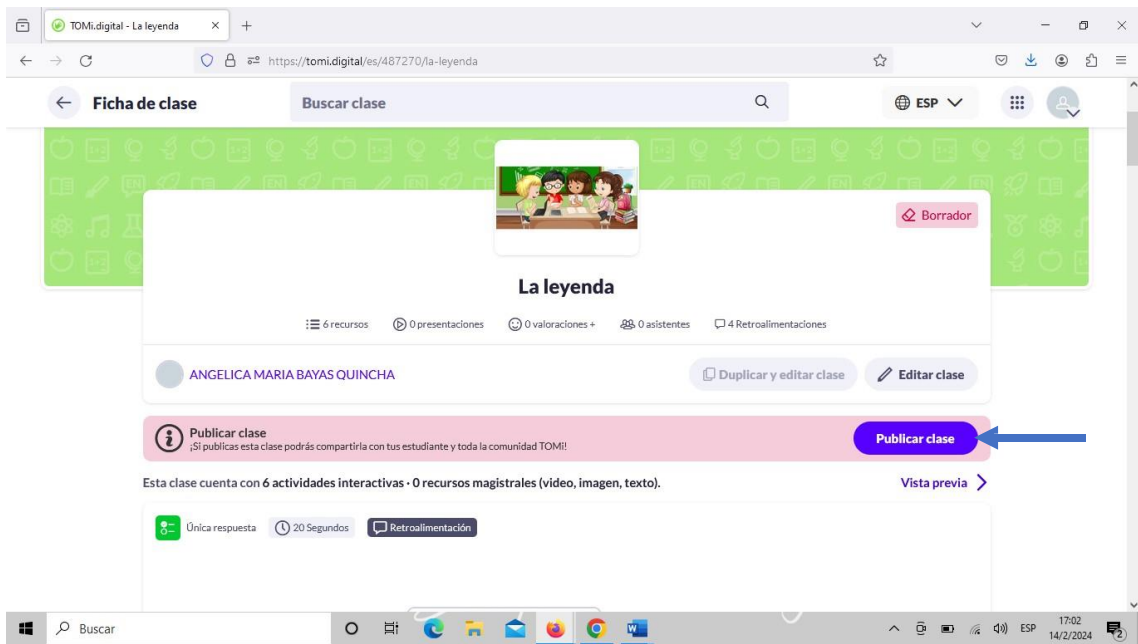 TOMi.digital - La leyenda
https://tomi.digital/es/487270/la-leyenda
Ficha de clase
Buscar clase
ESP
Borrador
La leyenda
6 recursos 0 presentaciones 0 valoraciones + 0 asistentes 4 Retroalimentaciones
ANGELICA MARIA BAYAS QUINCHA
Duplicar y editar clase
Editar clase
Publicar clase
¡Si publicas esta clase podrás compartirla con tus estudiante y toda la comunidad TOMi!
Publicar clase
Esta clase cuenta con 6 actividades interactivas · 0 recursos magistrales (video, imagen, texto).
Vista previa
Única respuesta 20 Segundos Retroalimentación
Buscar
ESP
17:02
14/2/2024
2